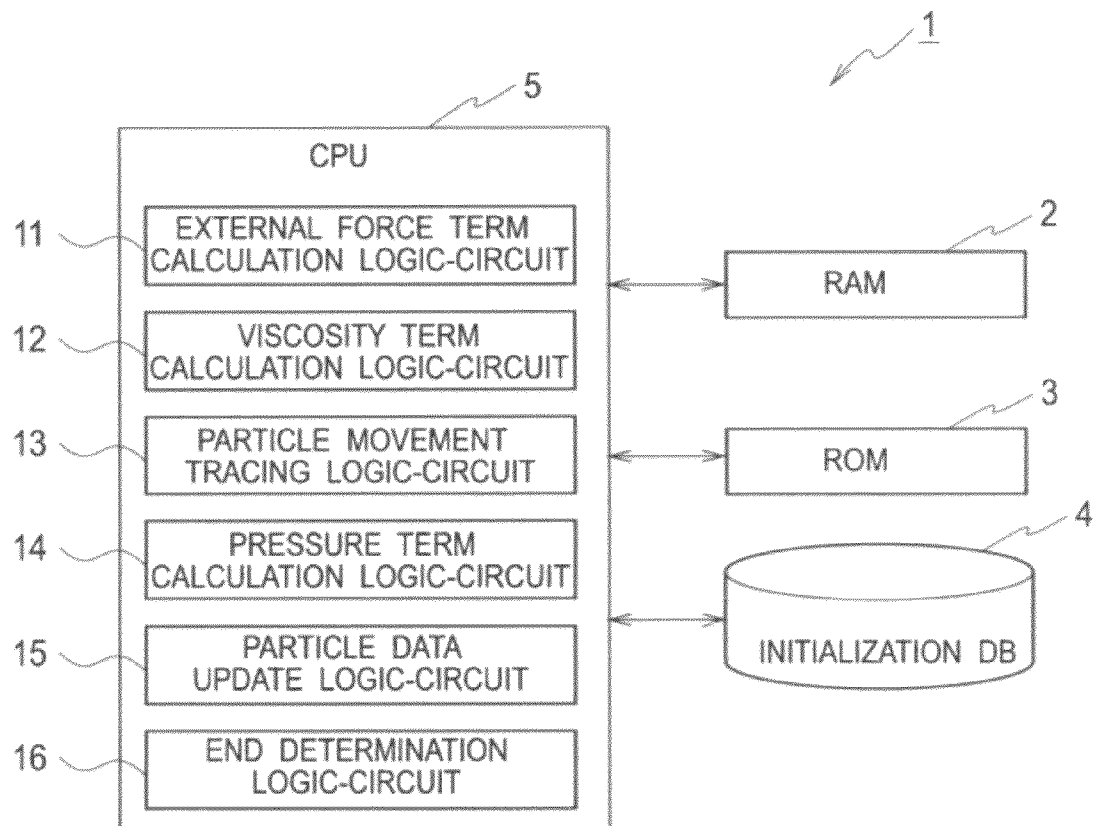 1
5
CPU
11
EXTERNAL FORCE TERM
CALCULATION LOGIC-CIRCUIT
12
VISCOSITY TERM
CALCULATION LOGIC-CIRCUIT
13
PARTICLE MOVEMENT
TRACING LOGIC-CIRCUIT
14
PRESSURE TERM
CALCULATION LOGIC-CIRCUIT
15
PARTICLE DATA
UPDATE LOGIC-CIRCUIT
16
END DETERMINATION
LOGIC-CIRCUIT
2
RAM
3
ROM
4
INITIALIZATION DB